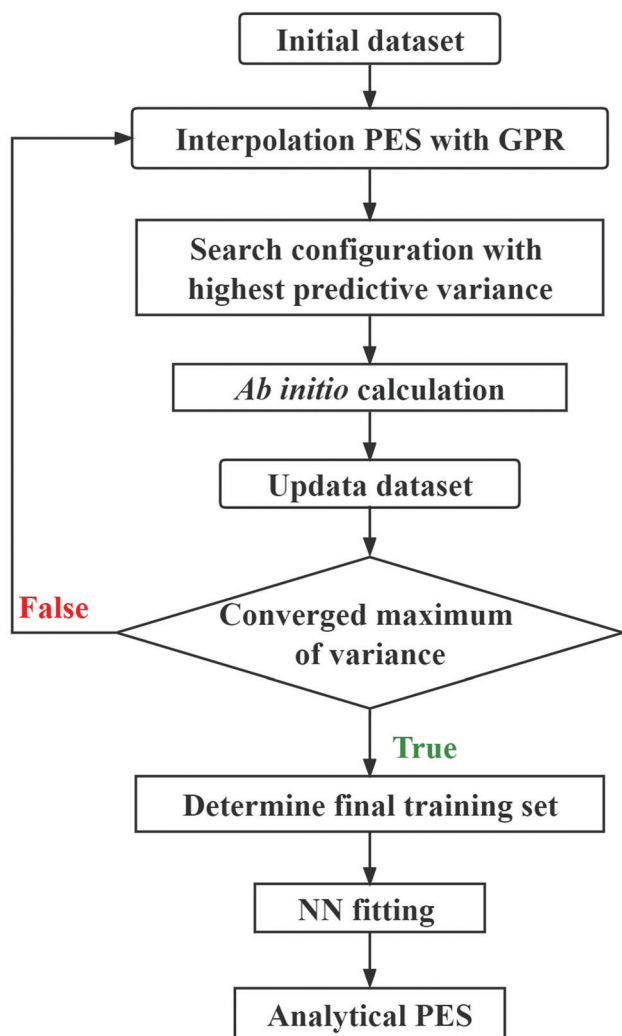 Initial dataset
Interpolation PES with GPR
Search configuration with
highest predictive variance
Ab initio calculation
Updata dataset
False
Converged maximum
of variance
True
Determine final training set
NN fitting
Analytical PES